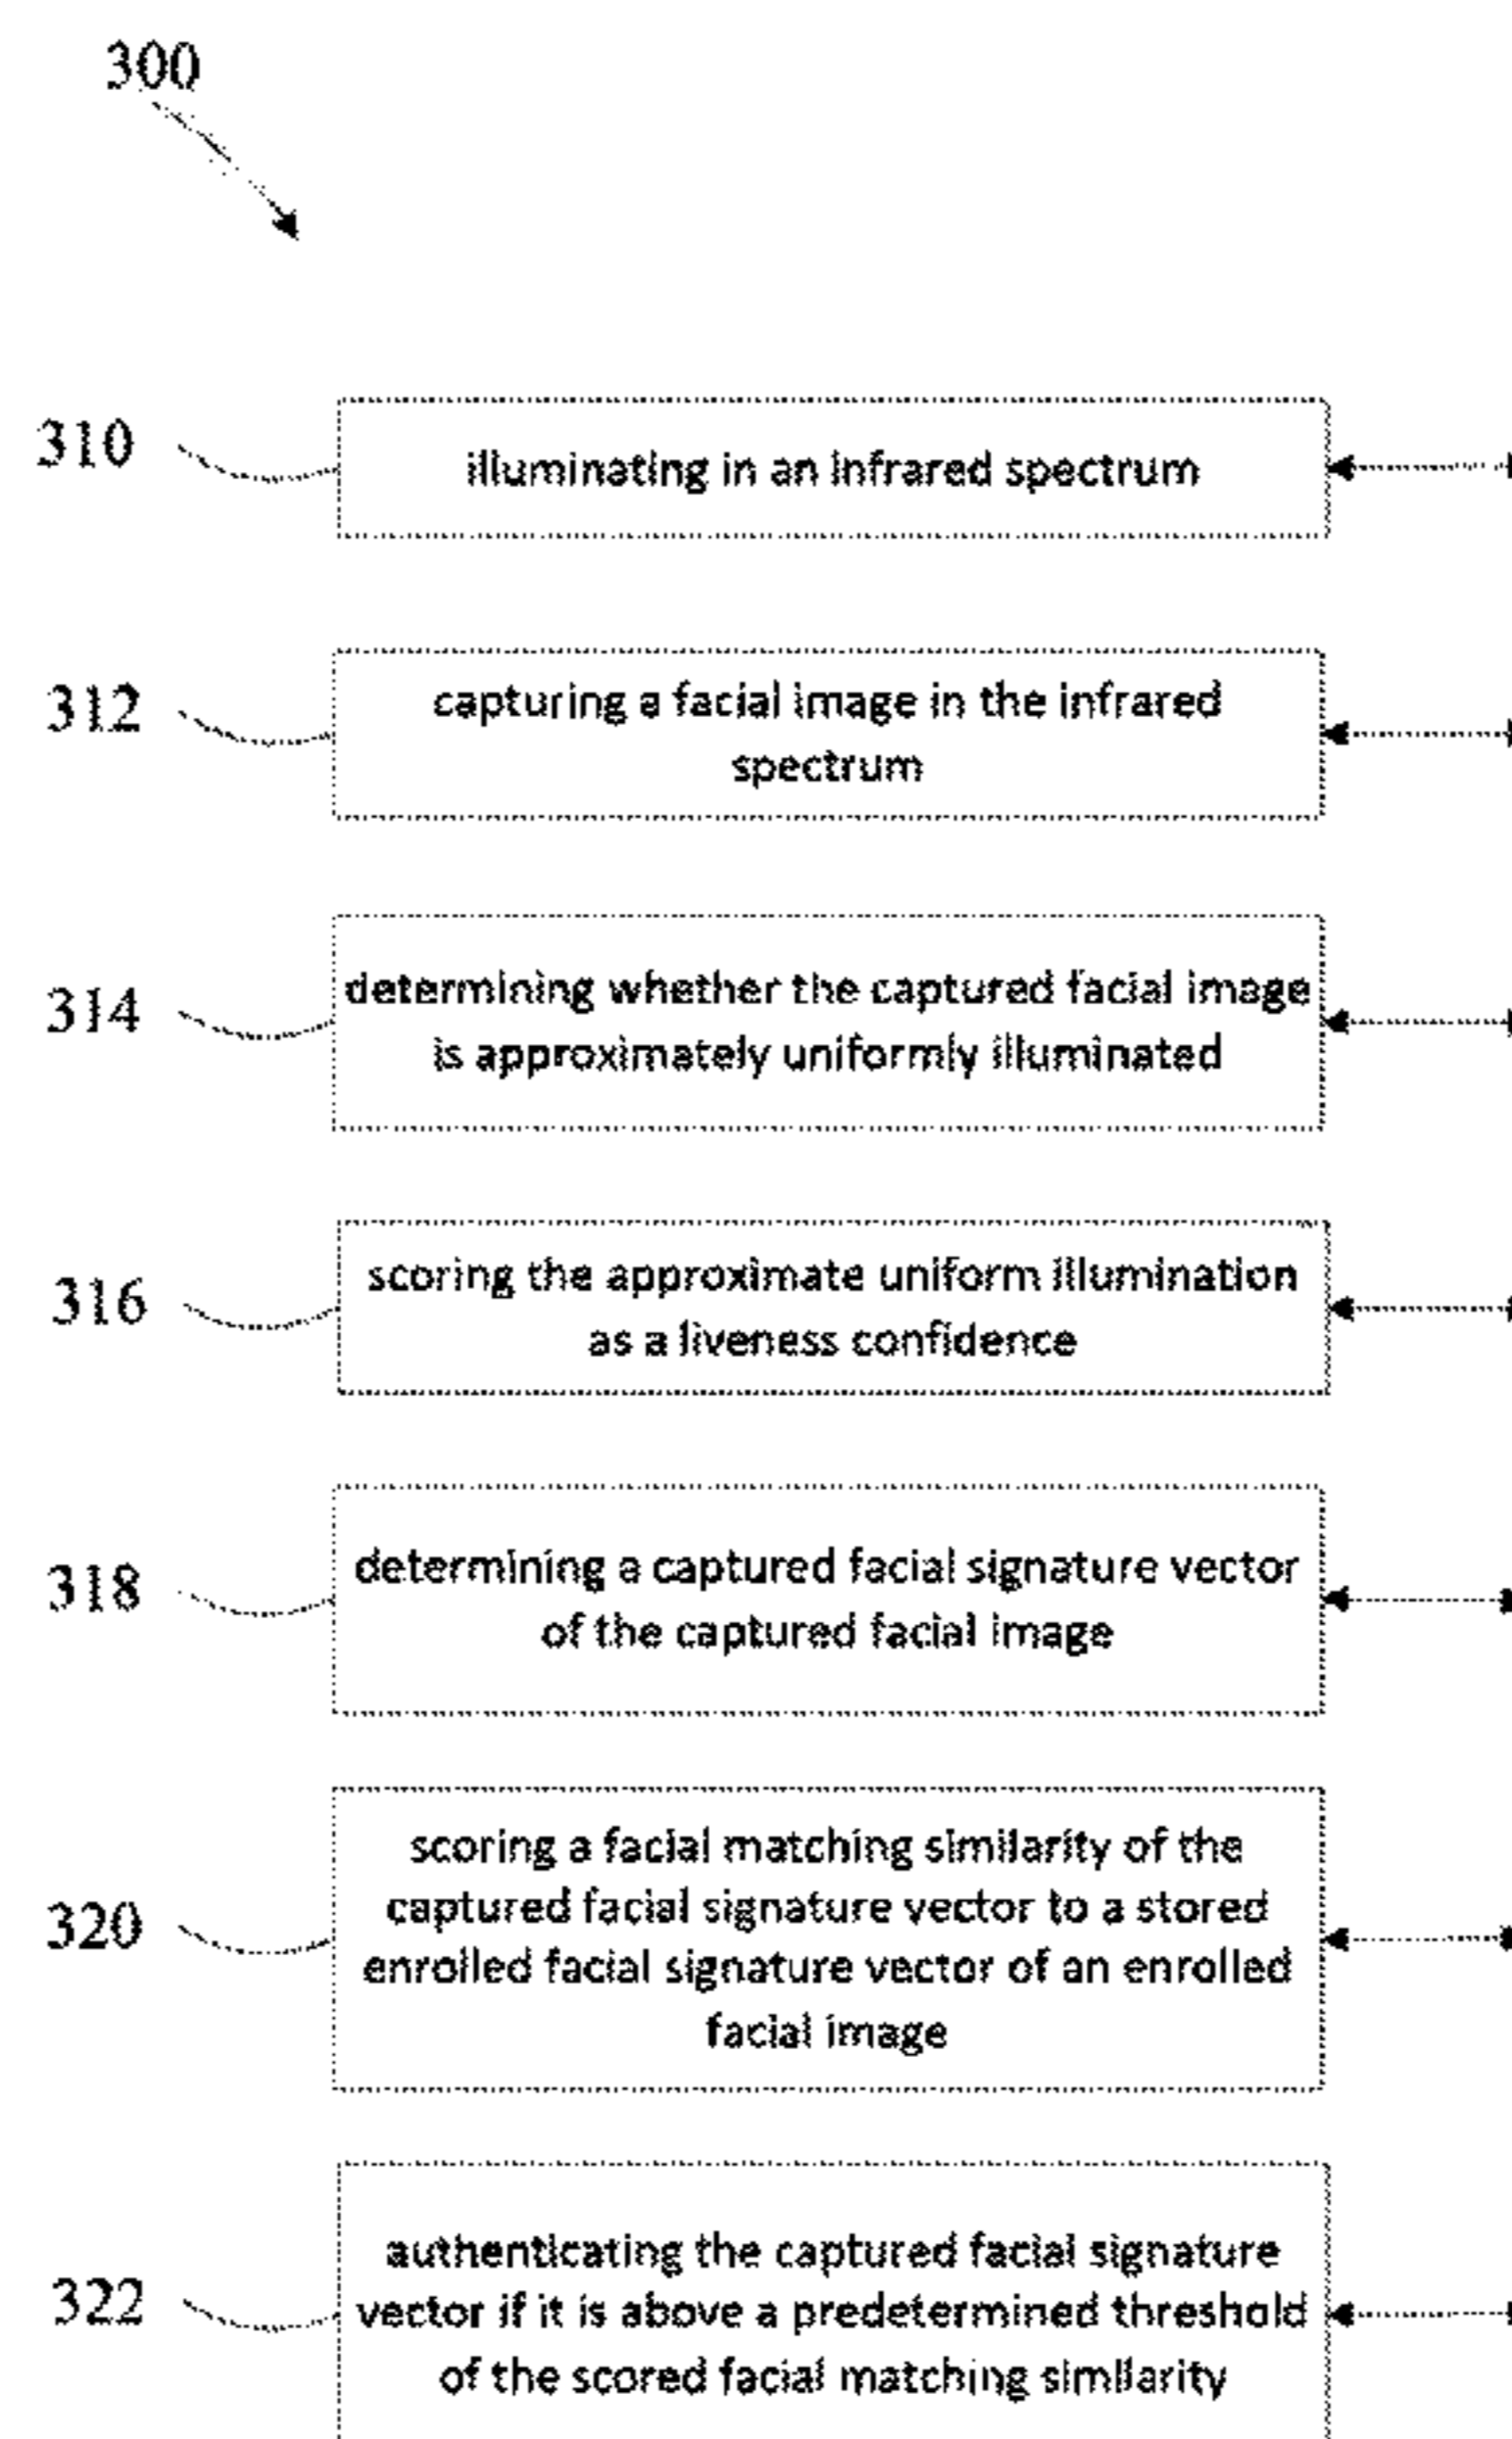 300
310
illuminating in an infrared spectrum
312
capturing a facial image in the infrared
spectrum
314
determining whether the captured facial image
is approximately uniformly illuminated
316
scoring the approximate uniform illumination
as a liveness confidence
318
determining a captured facial signature vector
of the captured facial image
320
scoring a facial matching similarity of the
captured facial signature vector to a stored
enrolled facial signature vector of an enrolled
facial image
322
authenticating the captured facial signature
vector if it is above a predetermined threshold
of the scored facial matching similarity